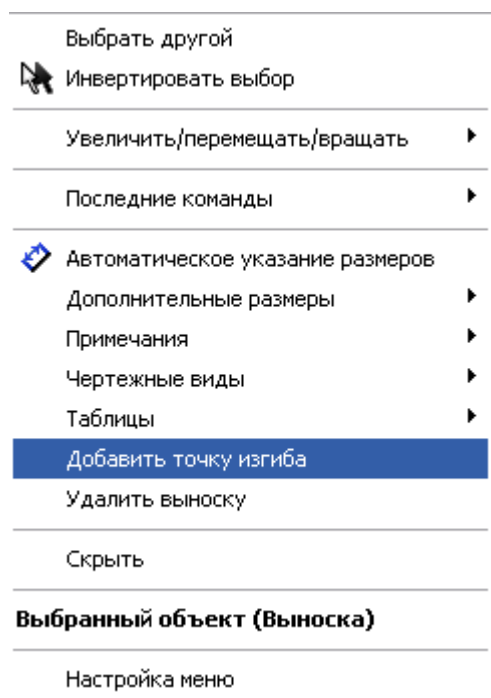 Выбрать другой
Инвертировать выбор
Увеличить/перемещать/вращать
Последние команды
Автоматическое указание размеров
Дополнительные размеры
Примечания
Чертежные виды
Таблицы
Добавить точку изгиба
Удалить выноску
Скрыть
Выбранный объект (Выноска)
Настройка меню